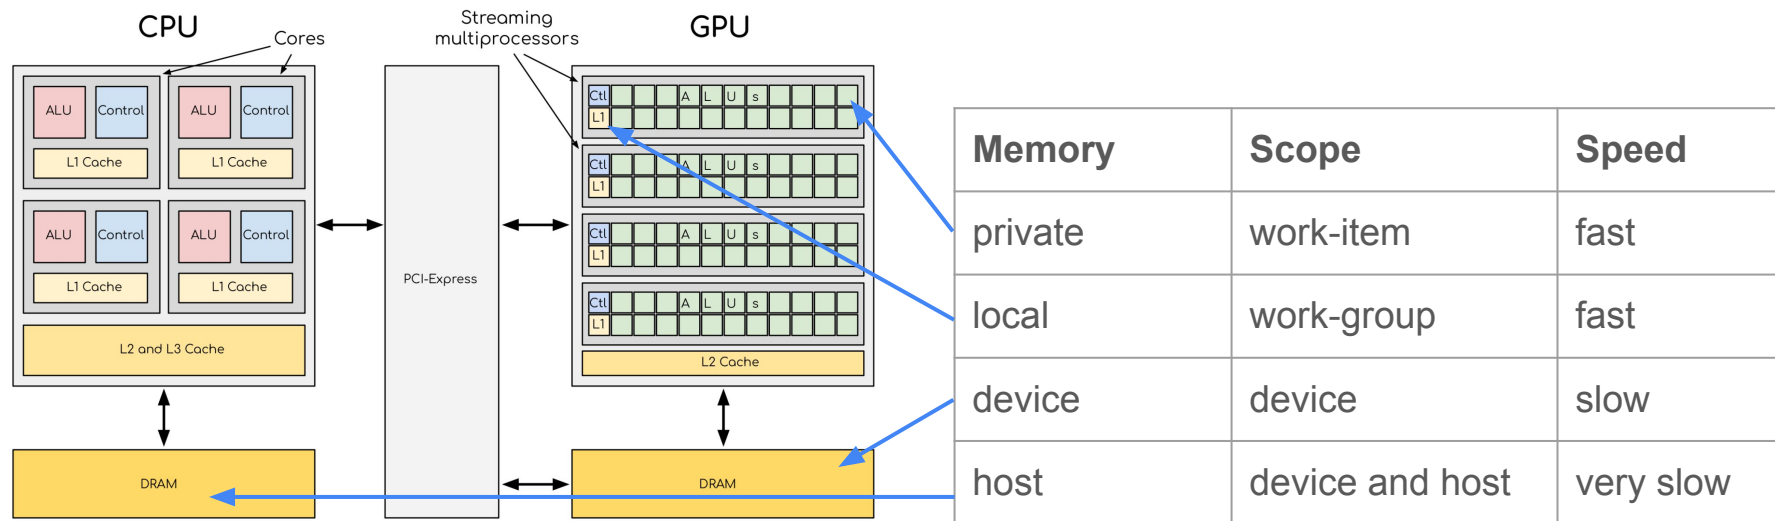 CPU
Cores
Streaming
multiprocessors
GPU
ALU Control ALU Control
L1 Cache L1 Cache
ALU Control ALU Control
L1 Cache L1 Cache
L2 and L3 Cache
DRAM
PCI-Express
Ctl A L U s
L1
Ctl A L U s
L1
Ctl A L U s
L1
Ctl A L U s
L1
L2 Cache
DRAM
Memory Scope Speed
private work-item fast
local work-group fast
device device slow
host device and host very slow